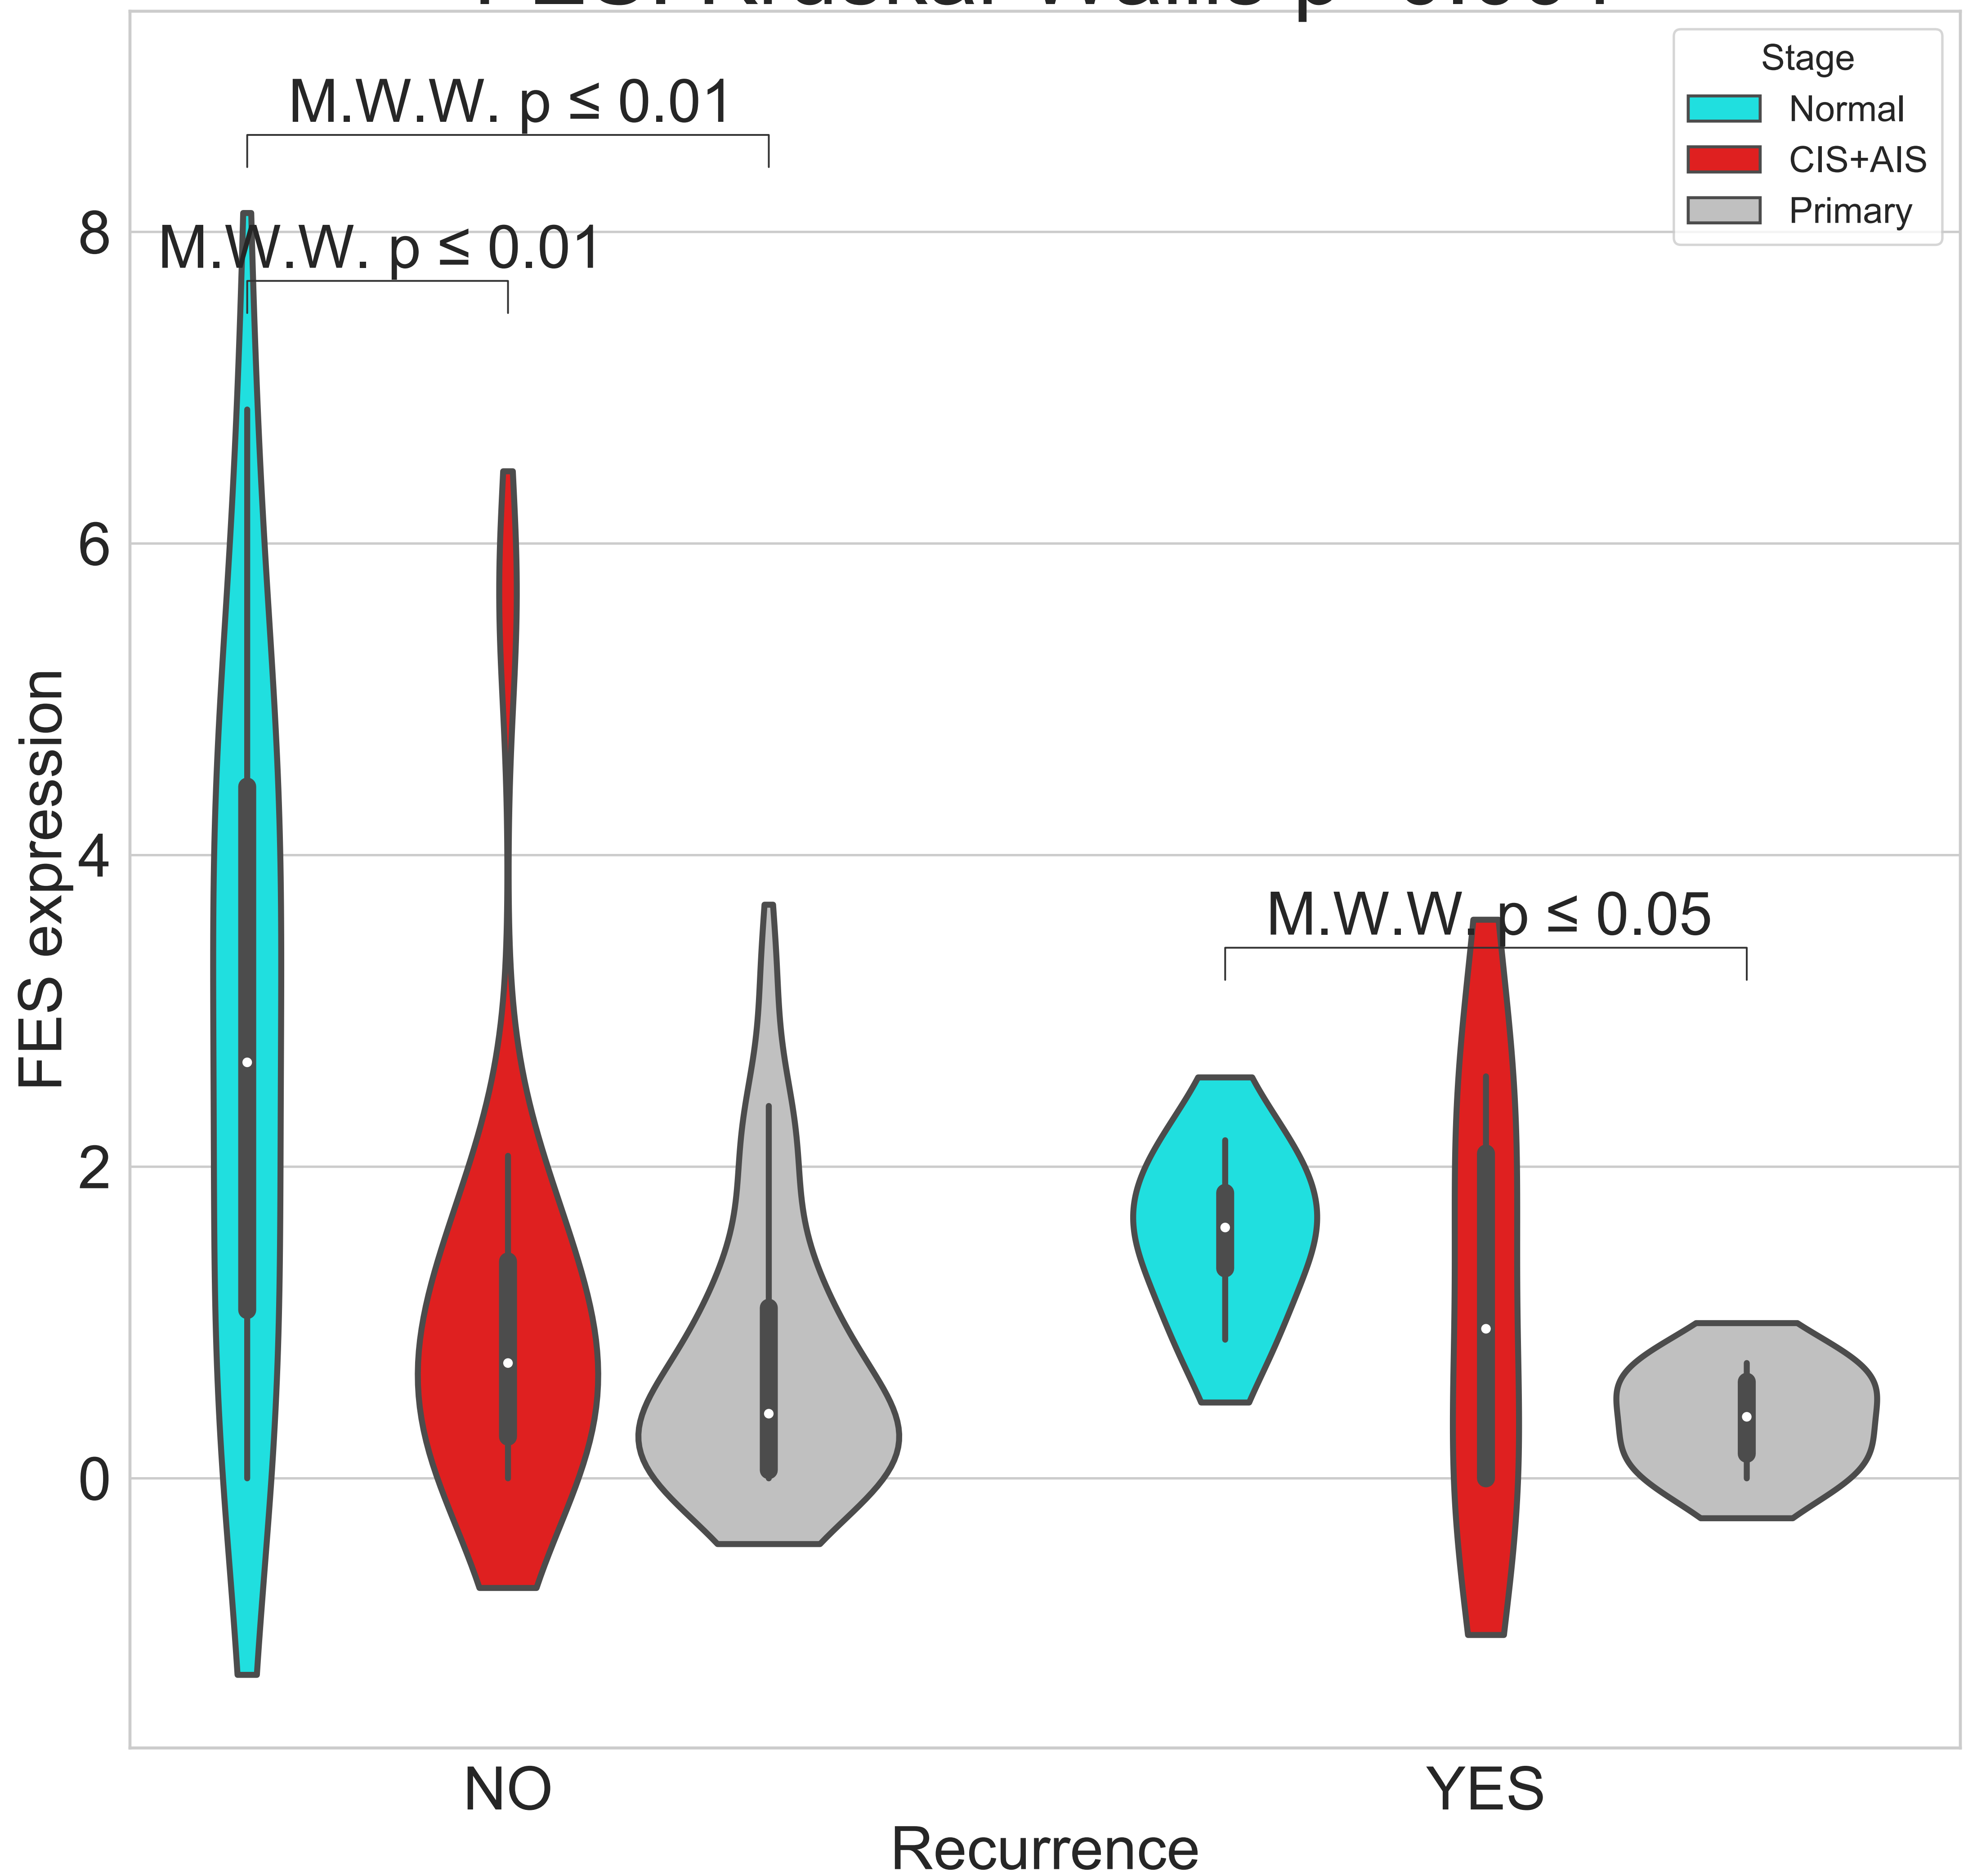 Stage
Normal
CIS+AIS
Primary
M.W.W. p ≤ 0.01
M.W.W. p ≤ 0.01
M.W.W. p ≤ 0.05
8
6
4
2
0
FES expression
NO
YES
Recurrence